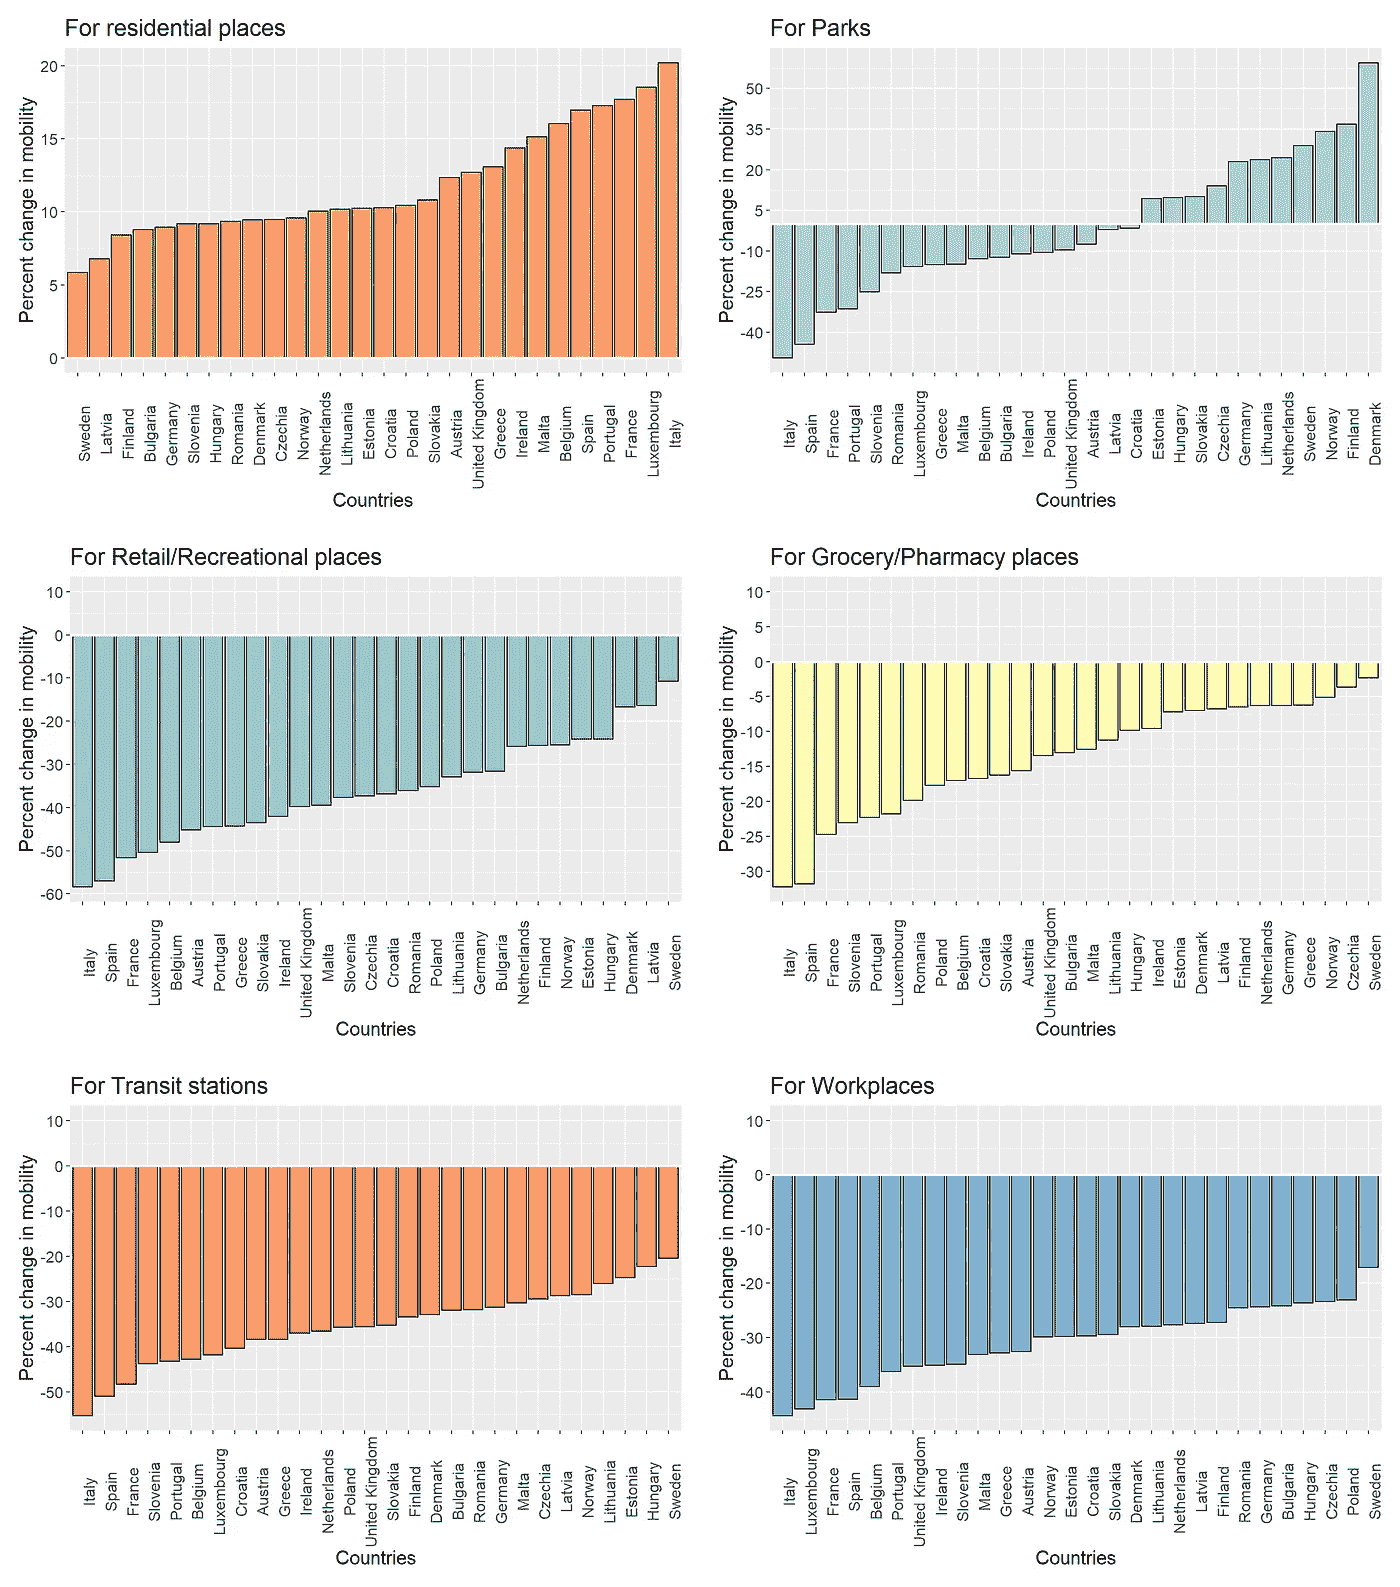 For residential places
Percent change in mobility
20
15
10
5
0
Sweden
Latvia
Finland
Bulgaria
Germany
Slovenia
Hungary
Romania
Denmark
Czechia
Norway
Netherlands
Lithuania
Estonia
Croatia
Poland
Slovakia
Austria
United Kingdom
Greece
Ireland
Malta
Belgium
Spain
Portugal
France
Luxembourg
Italy
Countries
For Parks
Percent change in mobility
50
35
20
5
-10
-25
-40
Italy
Spain
France
Portugal
Slovenia
Romania
Luxembourg
Greece
Malta
Belgium
Bulgaria
Ireland
Poland
United Kingdom
Austria
Latvia
Croatia
Estonia
Hungary
Slovakia
Czechia
Germany
Lithuania
Netherlands
Sweden
Norway
Finland
Denmark
Countries
For Retail/Recreational places
Percent change in mobility
10
0
-10
-20
-30
-40
-50
-60
Italy
Spain
France
Luxembourg
Belgium
Austria
Portugal
Greece
Slovakia
Ireland
United Kingdom
Malta
Slovenia
Czechia
Croatia
Romania
Poland
Lithuania
Germany
Bulgaria
Netherlands
Finland
Norway
Estonia
Hungary
Denmark
Latvia
Sweden
Countries
For Grocery/Pharmacy places
Percent change in mobility
10
5
0
-5
-10
-15
-20
-25
-30
Italy
Spain
France
Slovenia
Portugal
Luxembourg
Romania
Poland
Belgium
Croatia
Slovakia
Austria
United Kingdom
Bulgaria
Malta
Lithuania
Hungary
Ireland
Estonia
Denmark
Latvia
Finland
Netherlands
Germany
Greece
Norway
Czechia
Sweden
Countries
For Transit stations
Percent change in mobility
10
0
-10
-20
-30
-40
-50
Italy
Spain
France
Slovenia
Portugal
Belgium
Luxembourg
Croatia
Austria
Greece
Ireland
Netherlands
Poland
United Kingdom
Slovakia
Finland
Denmark
Bulgaria
Romania
Germany
Malta
Czechia
Latvia
Norway
Lithuania
Estonia
Hungary
Sweden
Countries
For Workplaces
Percent change in mobility
10
0
-10
-20
-30
-40
Italy
Luxembourg
France
Spain
Belgium
Portugal
United Kingdom
Ireland
Slovenia
Malta
Greece
Austria
Norway
Estonia
Croatia
Slovakia
Denmark
Lithuania
Netherlands
Latvia
Finland
Romania
Germany
Bulgaria
Hungary
Czechia
Poland
Sweden
Countries